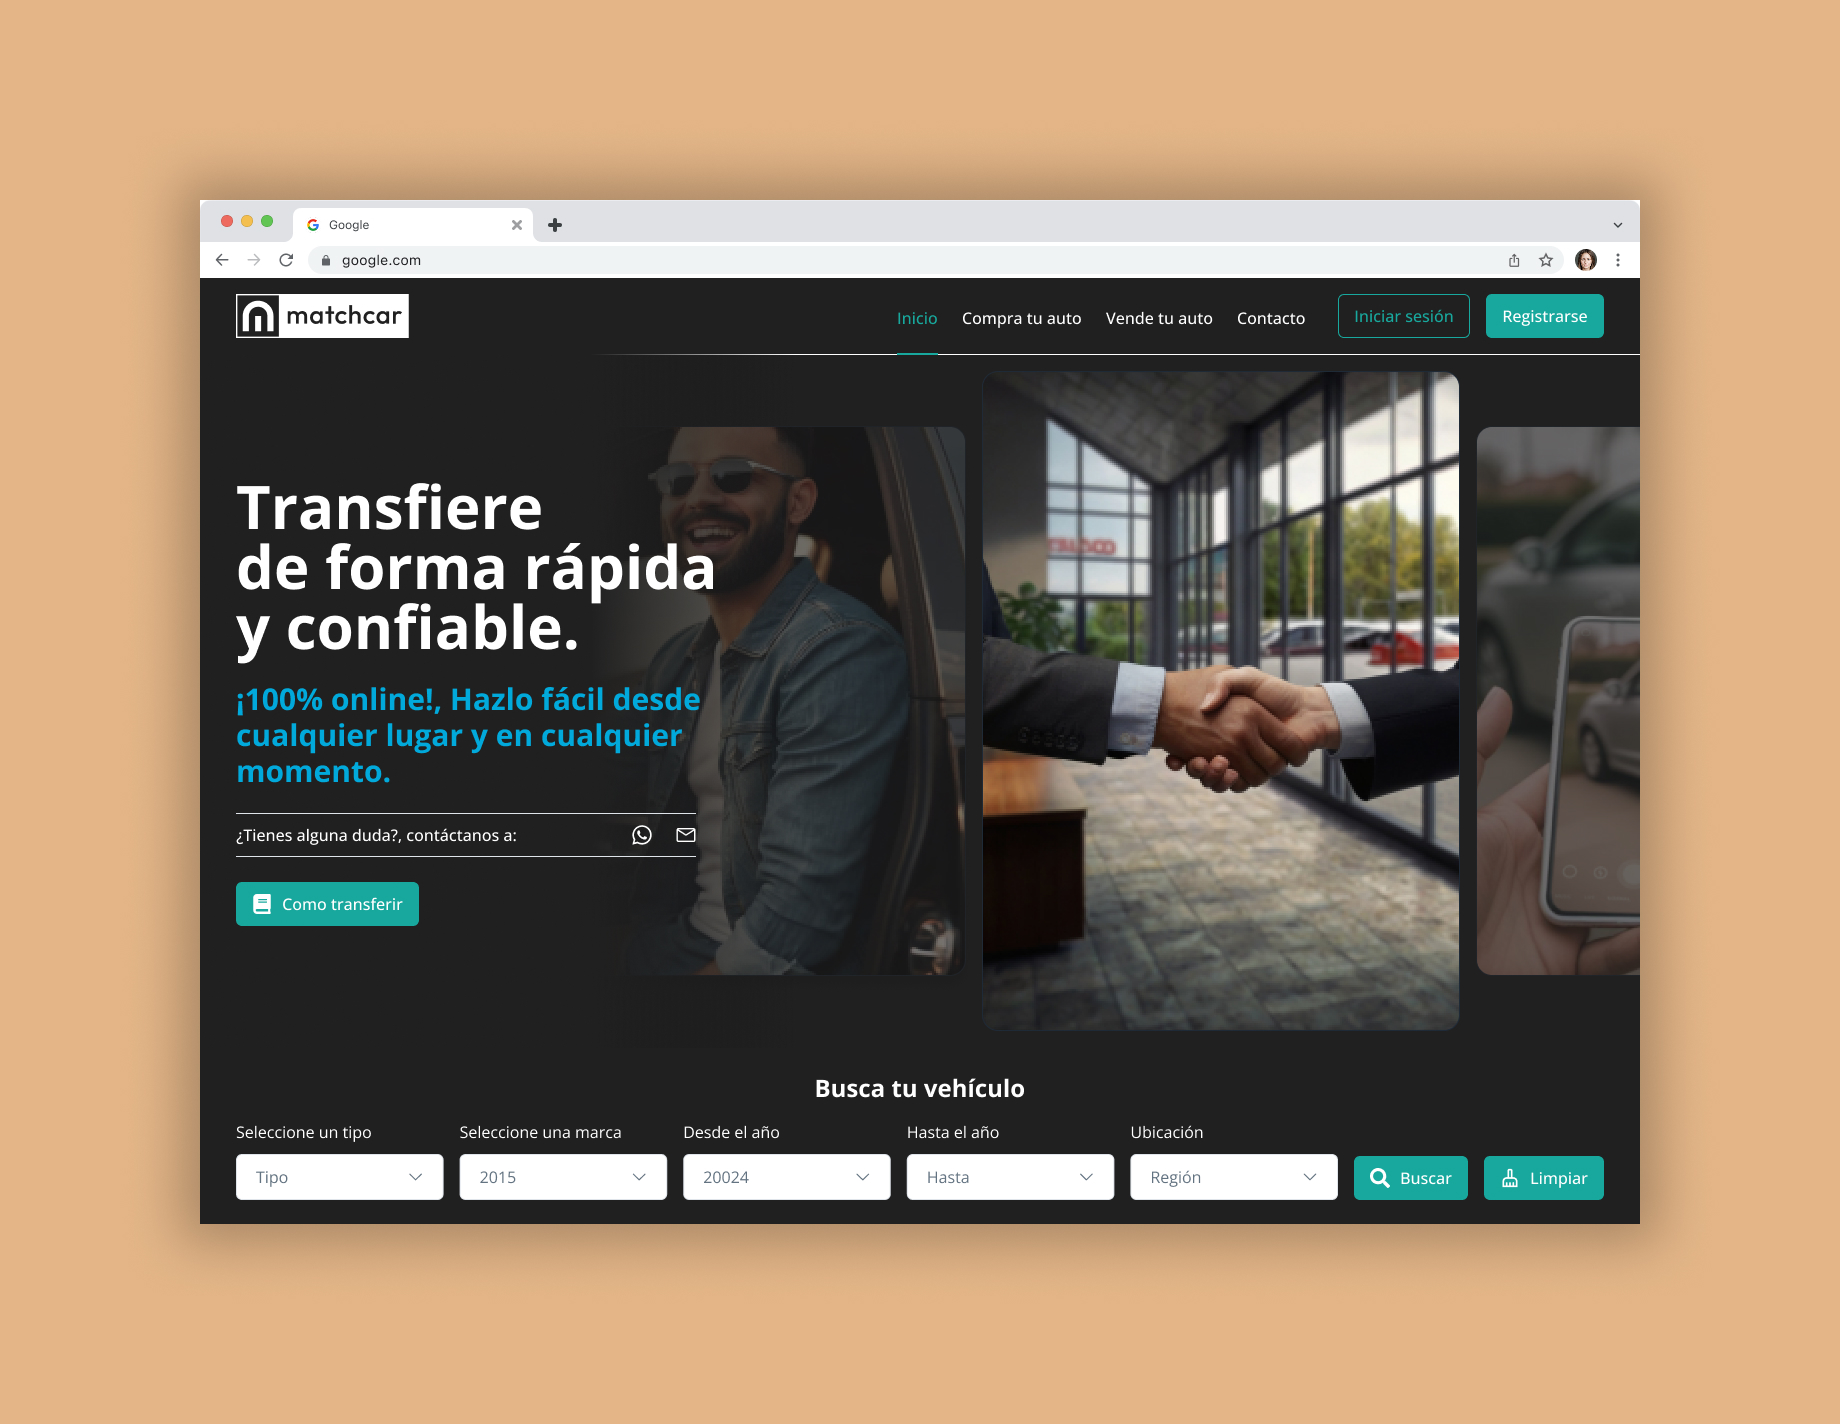 Google
google.com
matchcar
Inicio
Compra tu auto
Vende tu auto
Contacto
Iniciar sesión
Registrarse
Transfiere
de forma rápida
y confiable.
¡100% online!, Hazlo fácil desde
cualquier lugar y en cualquier
momento.
¿Tienes alguna duda?, contáctanos a:
Como transferir
Busca tu vehículo
Seleccione un tipo
Seleccione una marca
Desde el año
Hasta el año
Ubicación
Tipo
2015
20024
Hasta
Región
Buscar
Limpiar